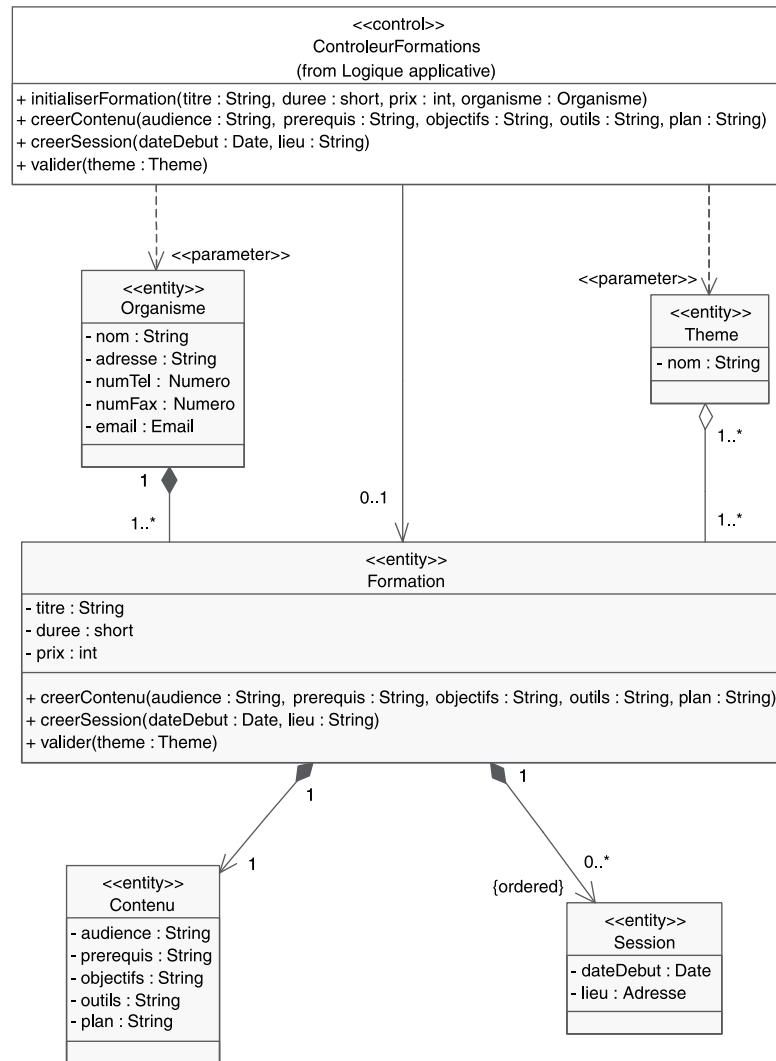 <<control>>
ControleurFormations
(from Logique applicative)
+ initialiserFormation(titre : String, duree : short, prix : int, organisme : Organisme)
+ creerContenu(audience : String, prerequis : String, objectifs : String, outils : String, plan : String)
+ creerSession(dateDebut : Date, lieu : String)
+ valider(theme : Theme)
<<parameter>>
<<parameter>>
<<entity>>
Organisme
- nom : String
- adresse : String
- numTel : Numero
- numFax : Numero
- email : Email
<<entity>>
Theme
- nom : String
1
1..*
0..1
1..*
1..*
<<entity>>
Formation
- titre : String
- duree : short
- prix : int
+ creerContenu(audience : String, prerequis : String, objectifs : String, outils : String, plan : String)
+ creerSession(dateDebut : Date, lieu : String)
+ valider(theme : Theme)
1
1
1
0..*
{ordered}
<<entity>>
Contenu
- audience : String
- prerequis : String
- objectifs : String
- outils : String
- plan : String
<<entity>>
Session
- dateDebut : Date
- lieu : Adresse